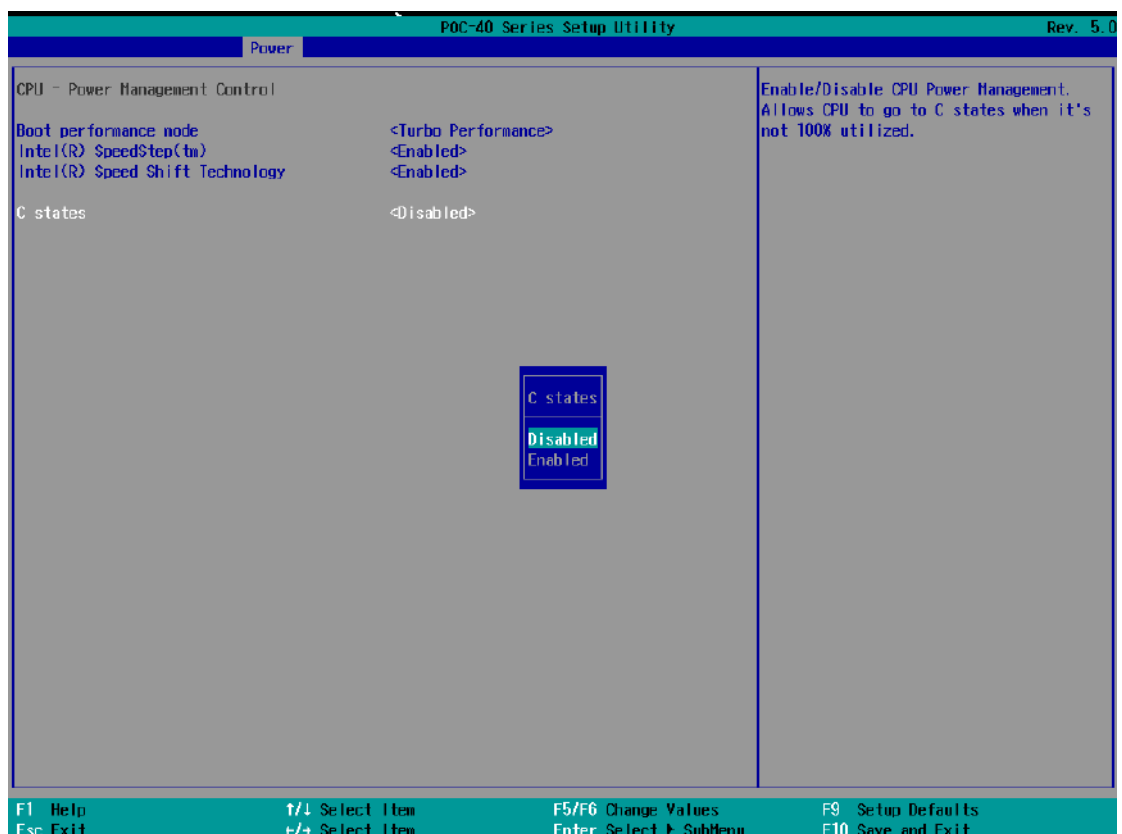 POC-40 Series Setup Utility Rev. 5.0
Power
CPU - Power Management Control
Boot performance mode <Turbo Performance>
Intel(R) SpeedStep(tm) <Enabled>
Intel(R) Speed Shift Technology <Enabled>
C states <Disabled>
Enable/Disable CPU Power Management.
Allows CPU to go to C states when it's
not 100% utilized.
C states
Disabled
Enabled
F1 Help ↑/↓ Select Item F5/F6 Change Values F9 Setup Defaults
Esc Exit ←/→ Select Item Enter Select ▶ SubMenu F10 Save and Exit